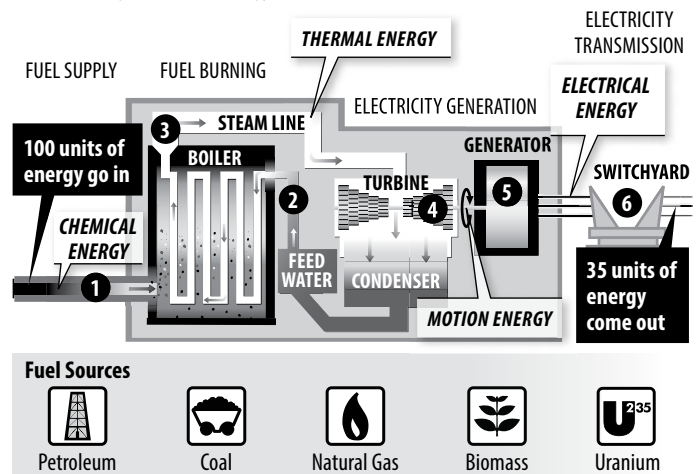 ELECTRICITY
TRANSMISSION
FUEL SUPPLY
FUEL BURNING
THERMAL ENERGY
ELECTRICITY GENERATION
ELECTRICAL
ENERGY
STEAM LINE
3
100 units of
energy go in
BOILER
GENERATOR
SWITCHYARD
TURBINE
2
4
5
6
CHEMICAL
ENERGY
1
FEED
WATER
CONDENSER
MOTION ENERGY
35 units of
energy
come out
Fuel Sources
U235
Petroleum
Coal
Natural Gas
Biomass
Uranium